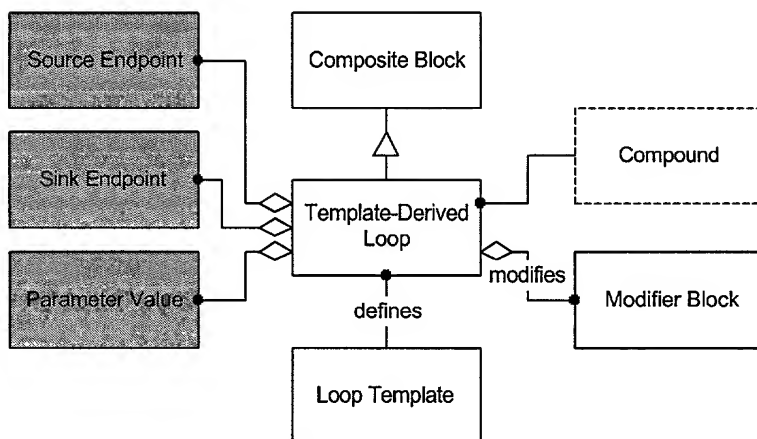 Source Endpoint
Composite Block
Sink Endpoint
Compound
Template-Derived
Loop
Parameter Value
modifies
Modifier Block
defines
Loop Template